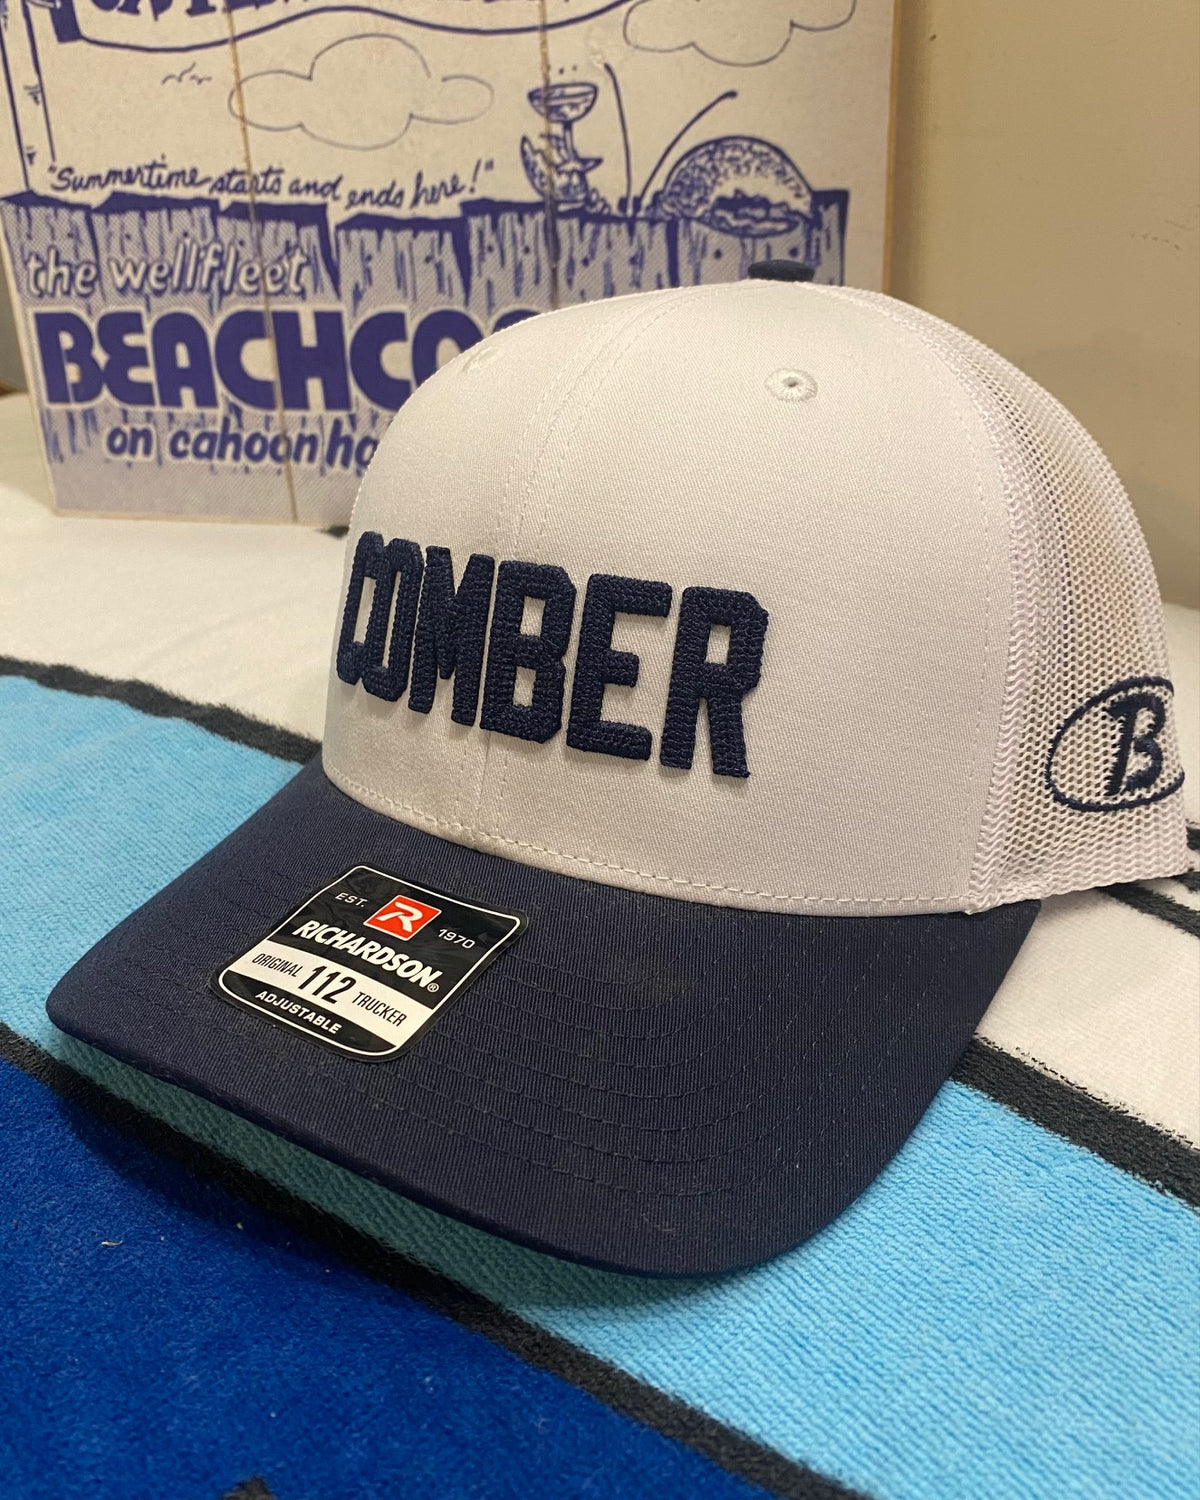 "Summertime starts and ends here!"
the wellfleet
BEACHCO
on cahoon ho
COMBER
B
EST. R 1970
RICHARDSON®
ORIGINAL 112 TRUCKER
ADJUSTABLE